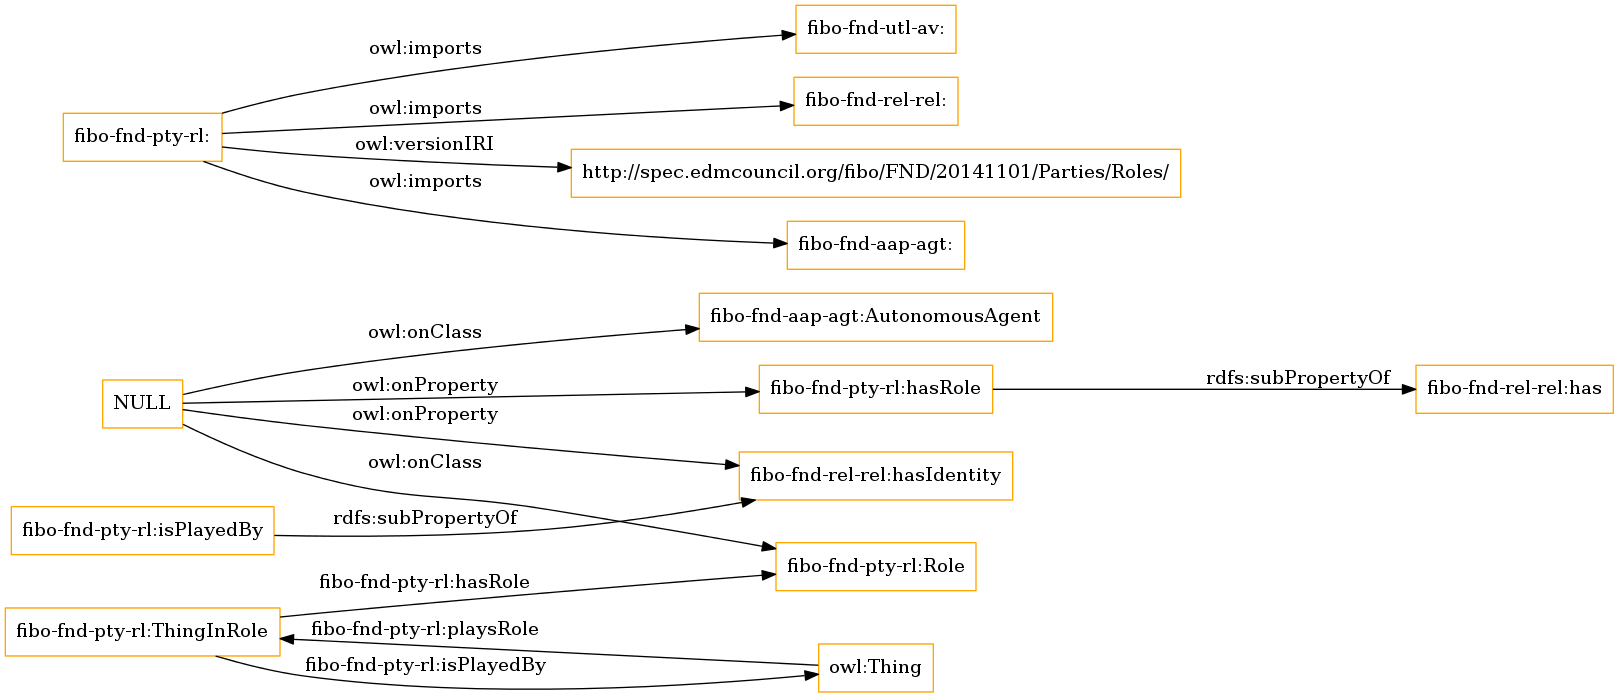 fibo-fnd-utl-av:
owl:imports
fibo-fnd-rel-rel:
owl:imports
fibo-fnd-pty-rl:
owl:versionIRI
http://spec.edmcouncil.org/fibo/FND/20141101/Parties/Roles/
owl:imports
fibo-fnd-aap-agt:
fibo-fnd-aap-agt:AutonomousAgent
owl:onClass
owl:onProperty
fibo-fnd-pty-rl:hasRole
rdfs:subPropertyOf
fibo-fnd-rel-rel:has
NULL
owl:onProperty
owl:onClass
fibo-fnd-rel-rel:hasIdentity
rdfs:subPropertyOf
fibo-fnd-pty-rl:isPlayedBy
fibo-fnd-pty-rl:Role
fibo-fnd-pty-rl:hasRole
fibo-fnd-pty-rl:ThingInRole
fibo-fnd-pty-rl:playsRole
fibo-fnd-pty-rl:isPlayedBy
owl:Thing